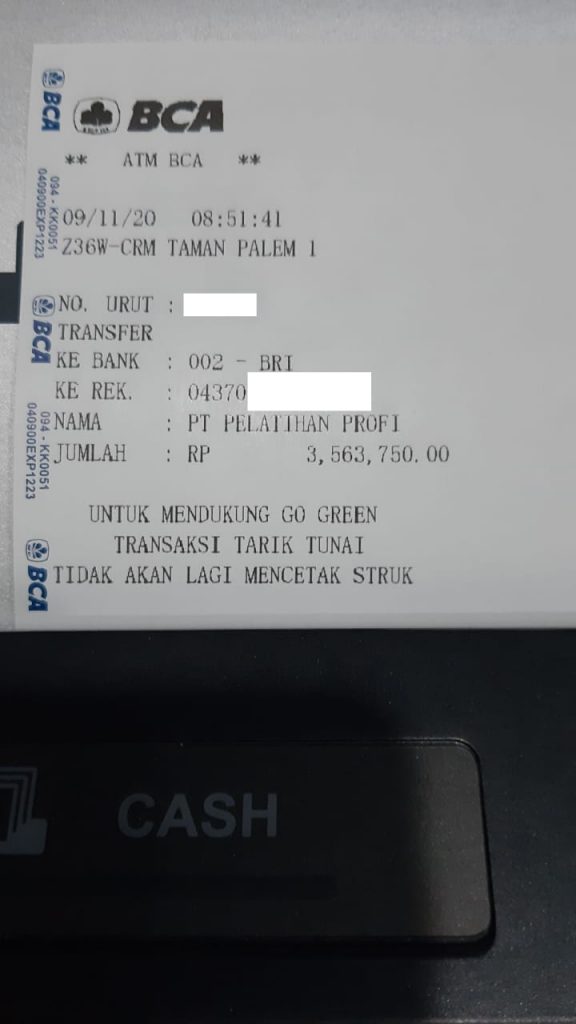 BCA
** ATM BCA **
09/11/20 08:51:41
Z36W-CRM TAMAN PALEM 1
NO. URUT :
TRANSFER
KE BANK : 002 - BRI
KE REK. : 04370
NAMA : PT PELATIHAN PROFI
JUMLAH : RP 3,563,750.00
UNTUK MENDUKUNG GO GREEN
TRANSAKSI TARIK TUNAI
TIDAK AKAN LAGI MENCETAK STRUK
BCA
094 - KK0051
040900EXP1223
BCA
094 - KK0051
040900EXP1223
BCA
CASH